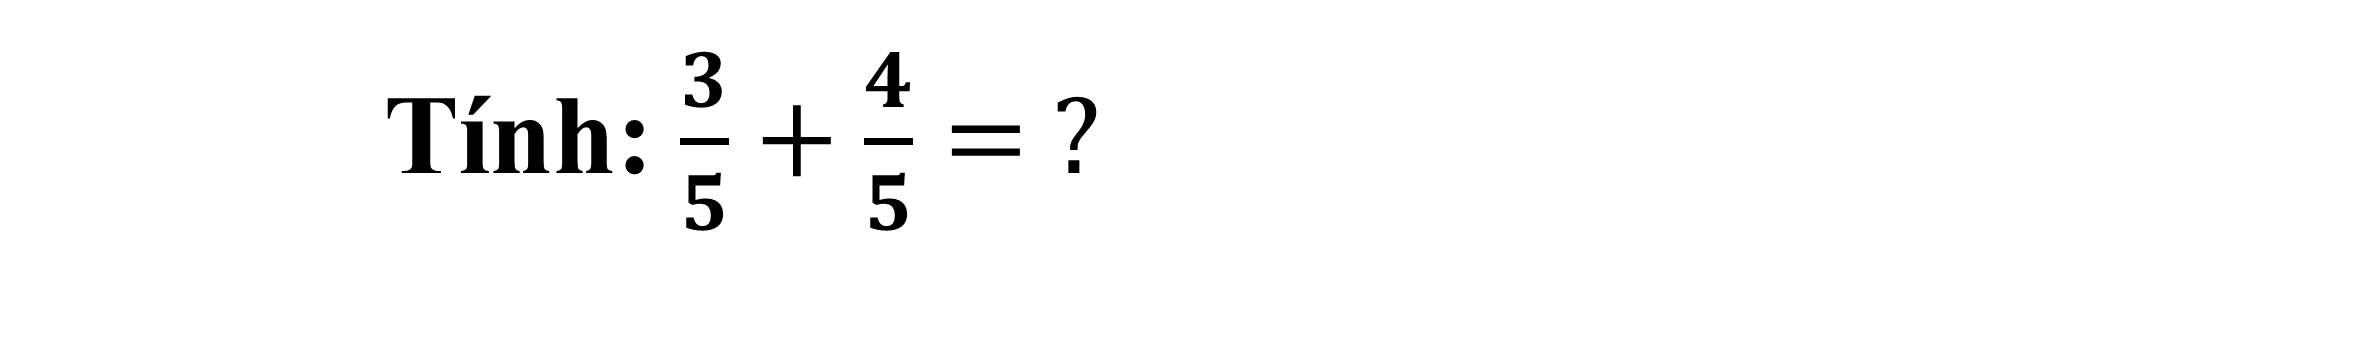 Tính: 3/5 + 4/5 = ?